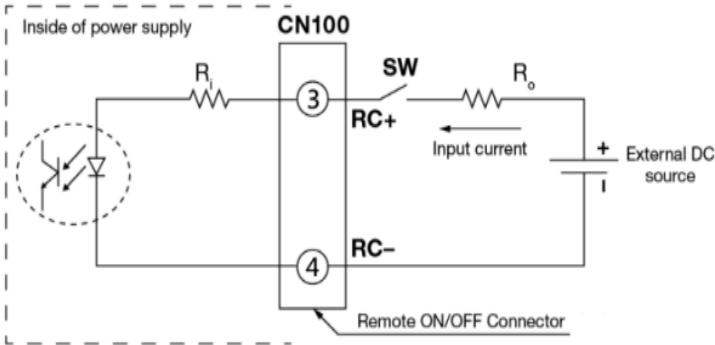 Inside of power supply
CN100
Ri
3
SW
Ro
RC+
Input current
+
External DC
source
RC−
4
Remote ON/OFF Connector